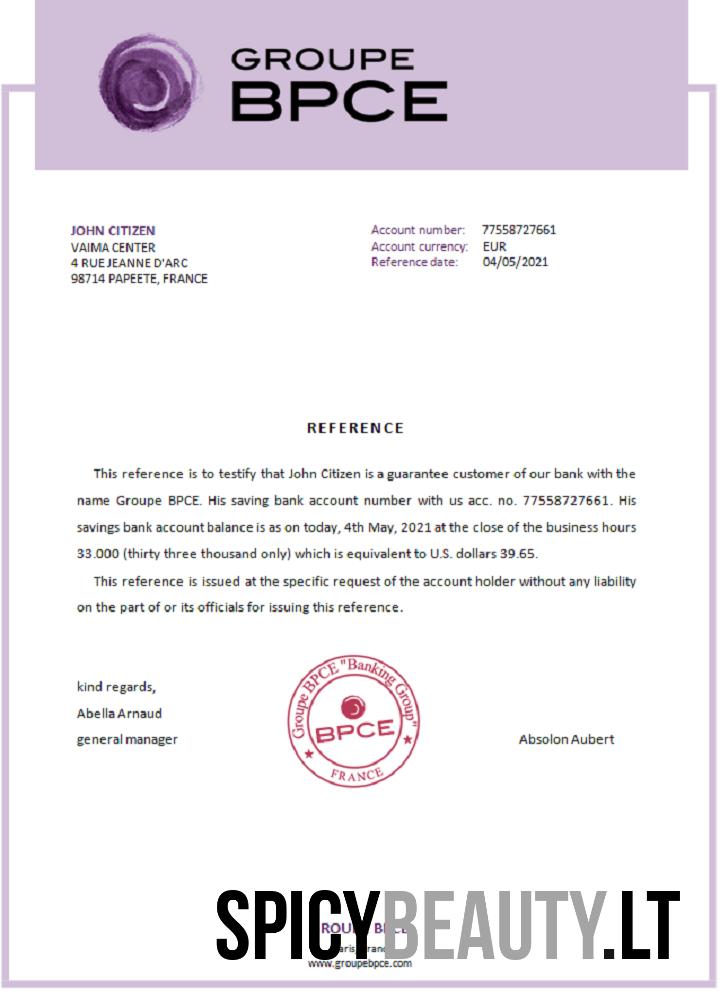 GROUPE
BPCE
JOHN CITIZEN
VAIMA CENTER
4 RUE JEANNE D'ARC
98714 PAPEETE, FRANCE
Account number: 77558727661
Account currency: EUR
Reference date: 04/05/2021
REFERENCE
This reference is to testify that John Citizen is a guarantee customer of our bank with the
name Groupe BPCE. His saving bank account number with us acc. no. 77558727661. His
savings bank account balance is as on today, 4th May, 2021 at the close of the business hours
33.000 (thirty three thousand only) which is equivalent to U.S. dollars 39.65.
This reference is issued at the specific request of the account holder without any liability
on the part of or its officials for issuing this reference.
kind regards,
Abella Arnaud
general manager
Groupe BPCE "Banking Group"
BPCE
FRANCE
Absolon Aubert
SPICYBEAUTY.LT
www.groupebpce.com